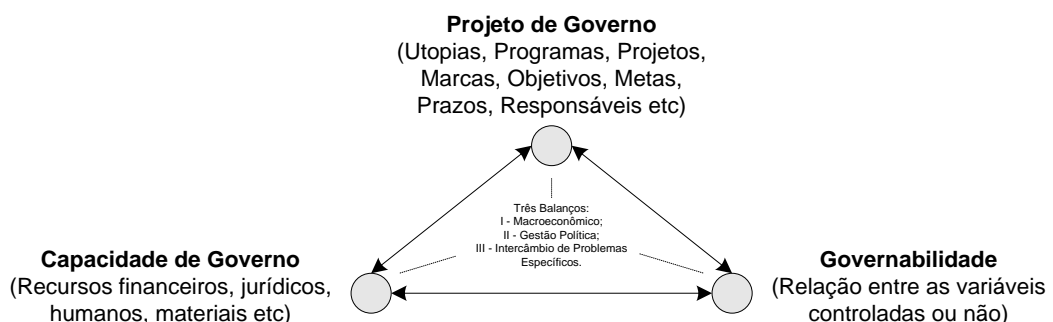 Projeto de Governo
(Utopias, Programas, Projetos,
Marcas, Objetivos, Metas,
Prazos, Responsáveis etc)
Três Balanços:
I - Macroeconômico;
II - Gestão Política;
III - Intercâmbio de Problemas
Específicos.
Capacidade de Governo
(Recursos financeiros, jurídicos,
humanos, materiais etc)
Governabilidade
(Relação entre as variáveis
controladas ou não)